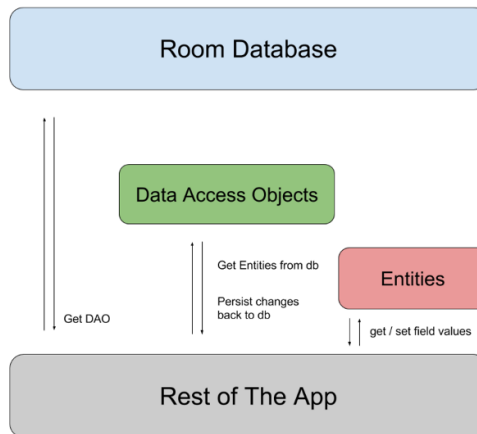 Room Database
Data Access Objects
Get Entities from db
Entities
Persist changes
back to db
Get DAO
get / set field values
Rest of The App